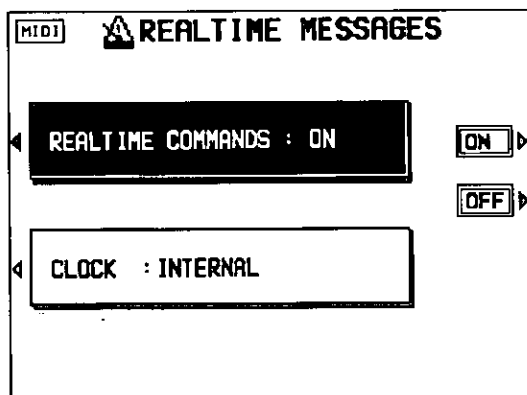 MIDI REALTIME MESSAGES
REALTIME COMMANDS : ON
ON
OFF
CLOCK : INTERNAL